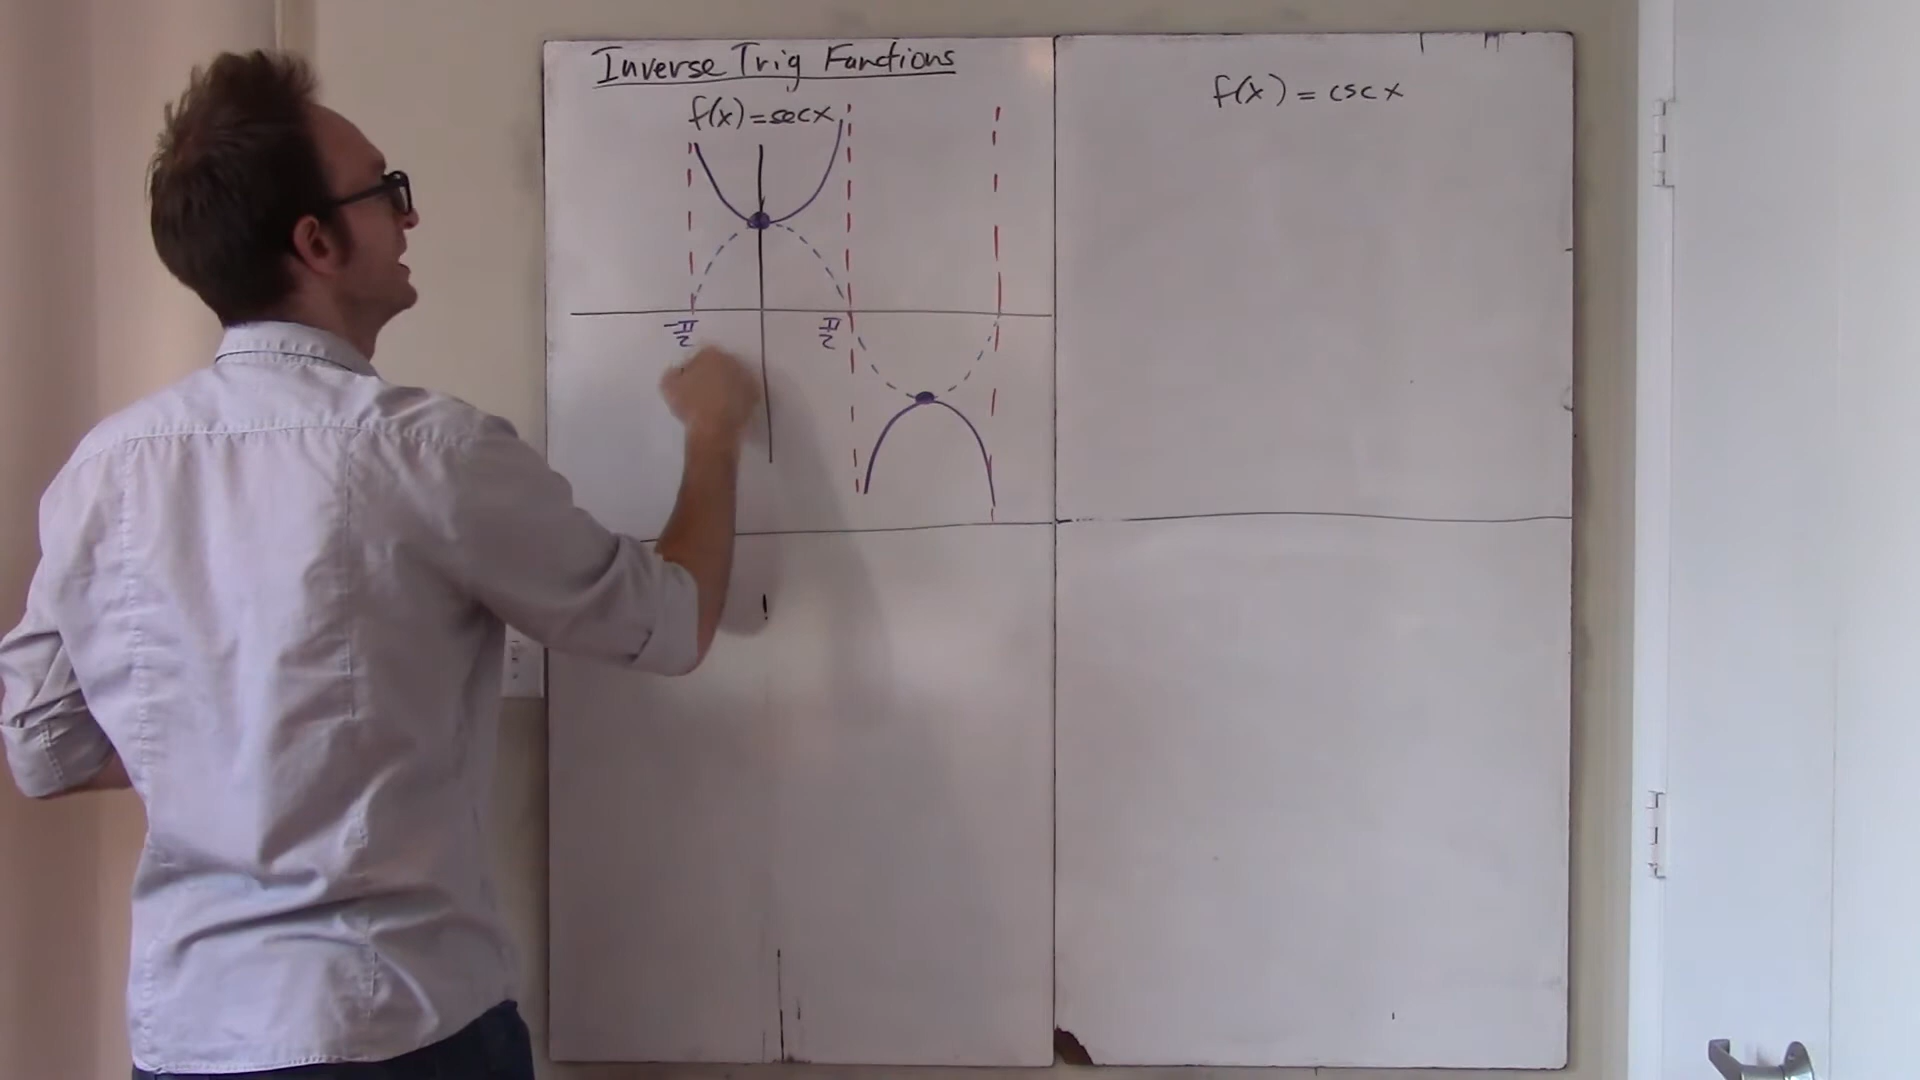 Inverse Trig Functions
f(x) = sec x
f(x) = csc x
-π/2
π/2